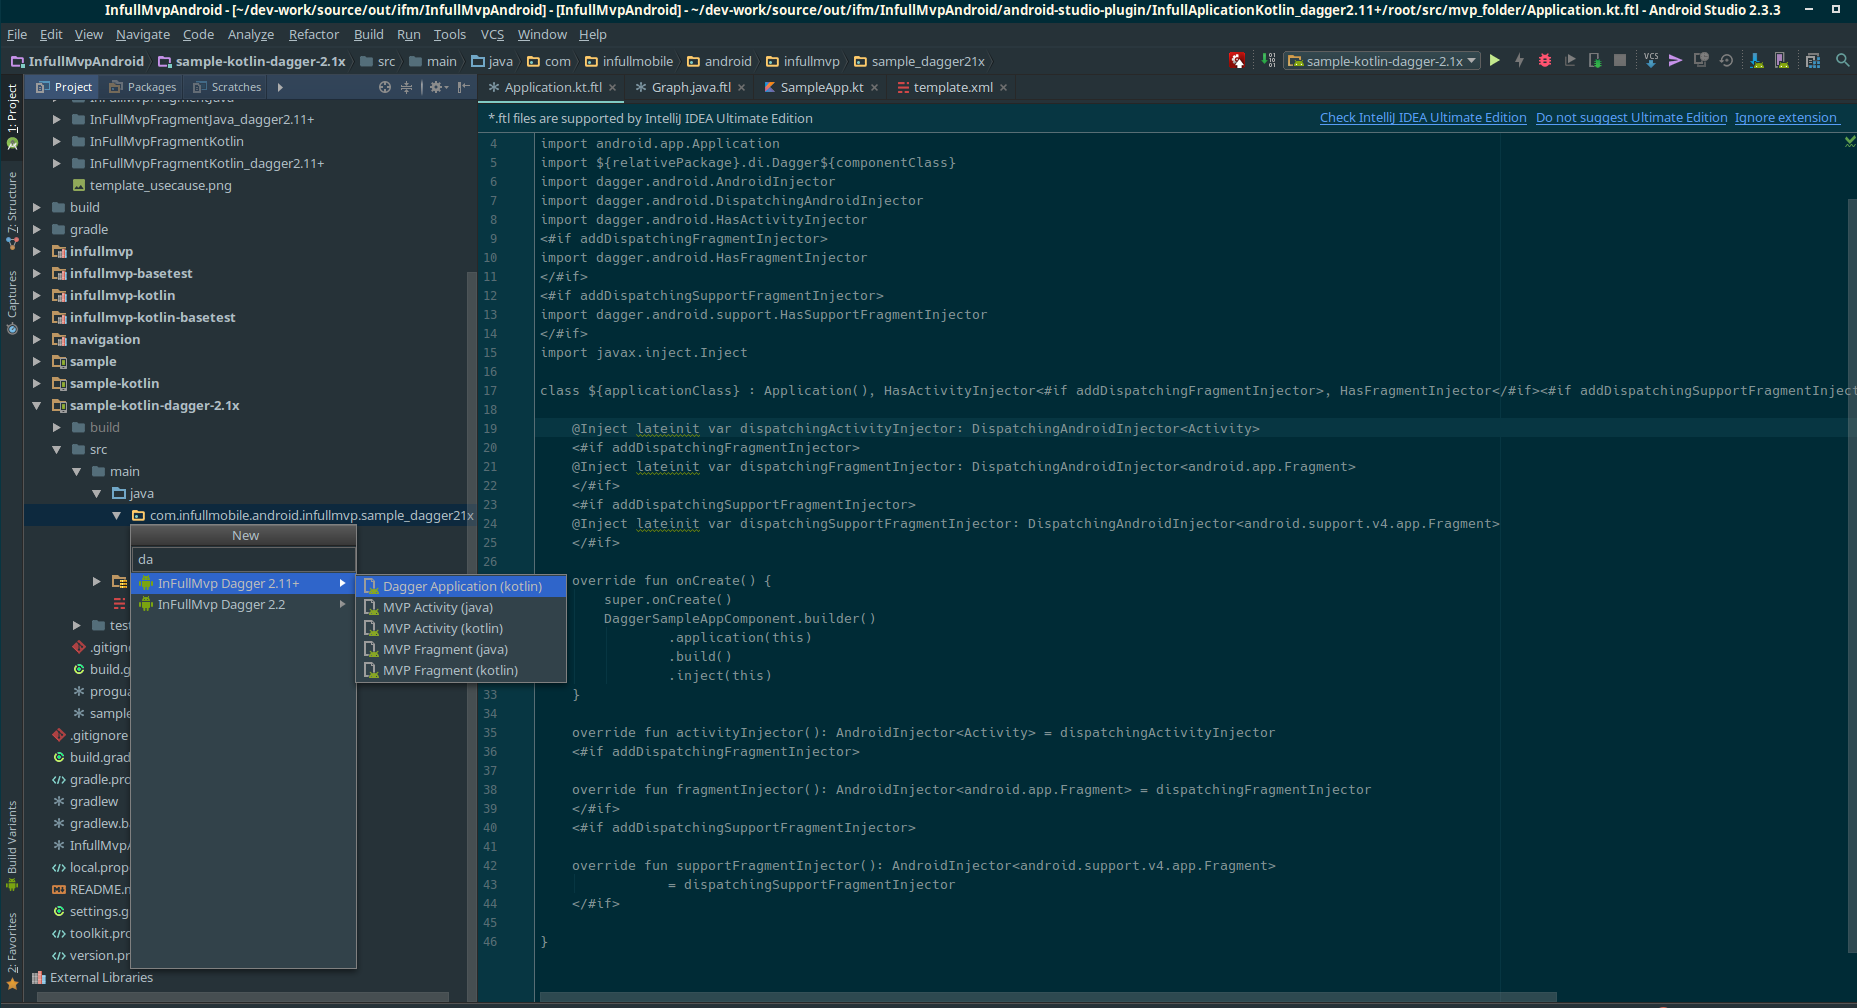 InfullMvpAndroid - [~/dev-work/source/out/ifm/InfullMvpAndroid] - [InfullMvpAndroid] - ~/dev-work/source/out/ifm/InfullMvpAndroid/android-studio-plugin/InfullAplicationKotlin_dagger2.11+/root/src/mvp_folder/Application.kt.ftl - Android Studio 2.3.3
File Edit View Navigate Code Analyze Refactor Build Run Tools VCS Window Help
InfullMvpAndroid sample-kotlin-dagger-2.1x src main java com infullmobile android infullmvp sample_dagger21x
sample-kotlin-dagger-2.1x
VCS
Project Packages Scratches
Application.kt.ftl Graph.java.ftl SampleApp.kt template.xml
*.ftl files are supported by IntelliJ IDEA Ultimate Edition
Check IntelliJ IDEA Ultimate Edition Do not suggest Ultimate Edition Ignore extension
1: Project
Z: Structure
Captures
Build Variants
2: Favorites
InFullMvpFragmentJava
InFullMvpFragmentJava_dagger2.11+
InFullMvpFragmentKotlin
InFullMvpFragmentKotlin_dagger2.11+
template_usecause.png
build
gradle
infullmvp
infullmvp-basetest
infullmvp-kotlin
infullmvp-kotlin-basetest
navigation
sample
sample-kotlin
sample-kotlin-dagger-2.1x
build
src
main
java
com.infullmobile.android.infullmvp.sample_dagger21x
New
da
InFullMvp Dagger 2.11+
InFullMvp Dagger 2.2
Dagger Application (kotlin)
MVP Activity (java)
MVP Activity (kotlin)
MVP Fragment (java)
MVP Fragment (kotlin)
tes
.gitign
build.g
progua
sample
.gitignore
build.grad
gradle.pro
gradlew
gradlew.b
InfullMvp
local.prop
README.
settings.g
toolkit.pro
version.pr
External Libraries
4 import android.app.Application
5 import ${relativePackage}.di.Dagger${componentClass}
6 import dagger.android.AndroidInjector
7 import dagger.android.DispatchingAndroidInjector
8 import dagger.android.HasActivityInjector
9 <#if addDispatchingFragmentInjector>
10 import dagger.android.HasFragmentInjector
11 </#if>
12 <#if addDispatchingSupportFragmentInjector>
13 import dagger.android.support.HasSupportFragmentInjector
14 </#if>
15 import javax.inject.Inject
16
17 class ${applicationClass} : Application(), HasActivityInjector<#if addDispatchingFragmentInjector>, HasFragmentInjector</#if><#if addDispatchingSupportFragmentInject
18
19 @Inject lateinit var dispatchingActivityInjector: DispatchingAndroidInjector<Activity>
20 <#if addDispatchingFragmentInjector>
21 @Inject lateinit var dispatchingFragmentInjector: DispatchingAndroidInjector<android.app.Fragment>
22 </#if>
23 <#if addDispatchingSupportFragmentInjector>
24 @Inject lateinit var dispatchingSupportFragmentInjector: DispatchingAndroidInjector<android.support.v4.app.Fragment>
25 </#if>
26
override fun onCreate() {
super.onCreate()
DaggerSampleAppComponent.builder()
.application(this)
.build()
.inject(this)
33 }
34
35 override fun activityInjector(): AndroidInjector<Activity> = dispatchingActivityInjector
36 <#if addDispatchingFragmentInjector>
37
38 override fun fragmentInjector(): AndroidInjector<android.app.Fragment> = dispatchingFragmentInjector
39 </#if>
40 <#if addDispatchingSupportFragmentInjector>
41
42 override fun supportFragmentInjector(): AndroidInjector<android.support.v4.app.Fragment>
43 = dispatchingSupportFragmentInjector
44 </#if>
45
46 }